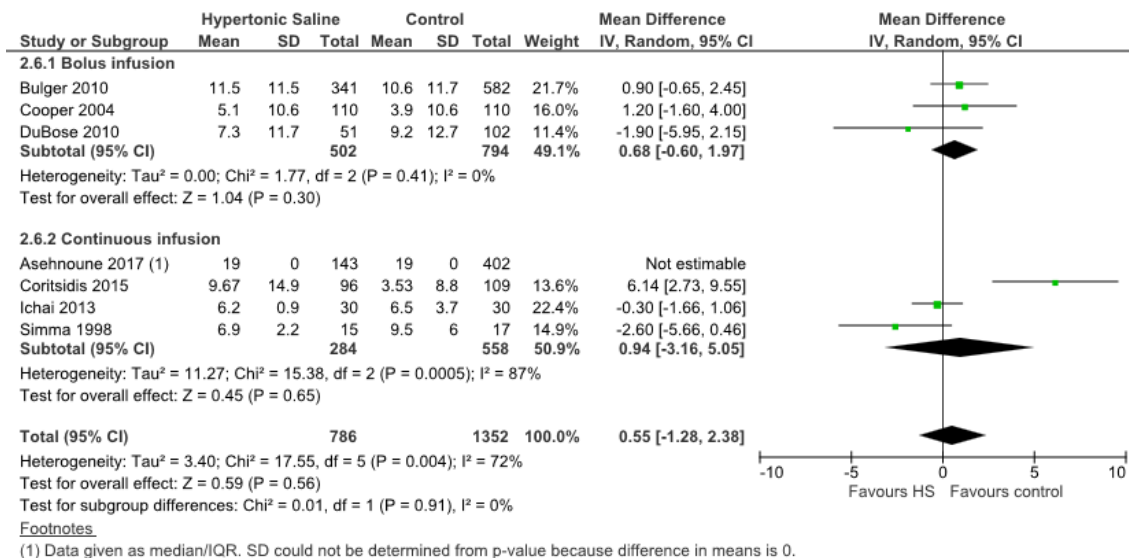 Hypertonic Saline Control Mean Difference Mean Difference
Study or Subgroup Mean SD Total Mean SD Total Weight IV, Random, 95% CI IV, Random, 95% CI
2.6.1 Bolus infusion
Bulger 2010 11.5 11.5 341 10.6 11.7 582 21.7% 0.90 [-0.65, 2.45]
Cooper 2004 5.1 10.6 110 3.9 10.6 110 16.0% 1.20 [-1.60, 4.00]
DuBose 2010 7.3 11.7 51 9.2 12.7 102 11.4% -1.90 [-5.95, 2.15]
Subtotal (95% CI) 502 794 49.1% 0.68 [-0.60, 1.97]
Heterogeneity: Tau² = 0.00; Chi² = 1.77, df = 2 (P = 0.41); I² = 0%
Test for overall effect: Z = 1.04 (P = 0.30)
2.6.2 Continuous infusion
Asehnoune 2017 (1) 19 0 143 19 0 402 Not estimable
Coritsidis 2015 9.67 14.9 96 3.53 8.8 109 13.6% 6.14 [2.73, 9.55]
Ichai 2013 6.2 0.9 30 6.5 3.7 30 22.4% -0.30 [-1.66, 1.06]
Simma 1998 6.9 2.2 15 9.5 6 17 14.9% -2.60 [-5.66, 0.46]
Subtotal (95% CI) 284 558 50.9% 0.94 [-3.16, 5.05]
Heterogeneity: Tau² = 11.27; Chi² = 15.38, df = 2 (P = 0.0005); I² = 87%
Test for overall effect: Z = 0.45 (P = 0.65)
Total (95% CI) 786 1352 100.0% 0.55 [-1.28, 2.38]
Heterogeneity: Tau² = 3.40; Chi² = 17.55, df = 5 (P = 0.004); I² = 72%
-10 -5 0 5 10
Test for overall effect: Z = 0.59 (P = 0.56)
Favours HS Favours control
Test for subgroup differences: Chi² = 0.01, df = 1 (P = 0.91), I² = 0%
Footnotes
(1) Data given as median/IQR. SD could not be determined from p-value because difference in means is 0.